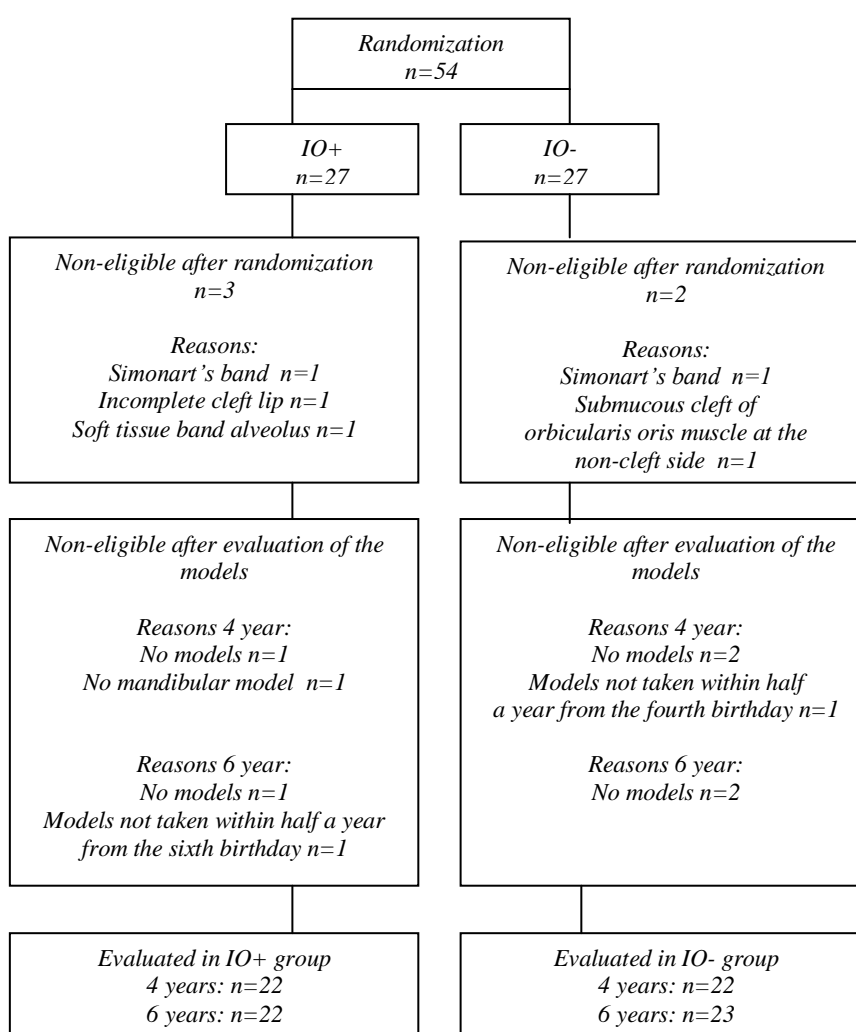 Randomization
n=54
IO+
n=27
IO-
n=27
Non-eligible after randomization
n=3
Reasons:
Simonart’s band n=1
Incomplete cleft lip n=1
Soft tissue band alveolus n=1
Non-eligible after randomization
n=2
Reasons:
Simonart’s band n=1
Submucous cleft of
orbicularis oris muscle at the
non-cleft side n=1
Non-eligible after evaluation of the
models
Reasons 4 year:
No models n=1
No mandibular model n=1
Reasons 6 year:
No models n=1
Models not taken within half a year
from the sixth birthday n=1
Non-eligible after evaluation of the
models
Reasons 4 year:
No models n=2
Models not taken within half
a year from the fourth birthday n=1
Reasons 6 year:
No models n=2
Evaluated in IO+ group
4 years: n=22
6 years: n=22
Evaluated in IO- group
4 years: n=22
6 years: n=23